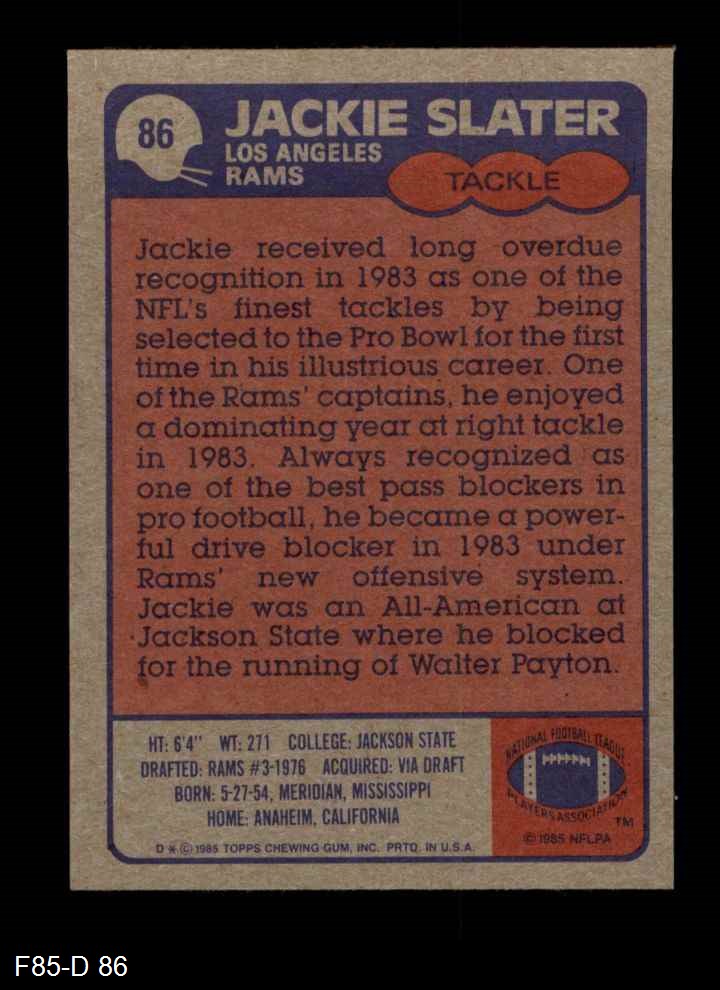 86
JACKIE SLATER
LOS ANGELES
RAMS
TACKLE
Jackie received long overdue
recognition in 1983 as one of the
NFL's finest tackles by being
selected to the Pro Bowl for the first
time in his illustrious career. One
of the Rams' captains, he enjoyed
a dominating year at right tackle
in 1983. Always recognized as
one of the best pass blockers in
pro football, he became a power-
ful drive blocker in 1983 under
Rams' new offensive system.
Jackie was an All-American at
Jackson State where he blocked
for the running of Walter Payton.
HT: 6'4" WT: 271 COLLEGE: JACKSON STATE
DRAFTED: RAMS #3-1976 ACQUIRED: VIA DRAFT
BORN: 5-27-54, MERIDIAN, MISSISSIPPI
HOME: ANAHEIM, CALIFORNIA
D * © 1985 TOPPS CHEWING GUM, INC. PRTD. IN U.S.A.
NATIONAL FOOTBALL LEAGUE
PLAYERS ASSOCIATION
TM
© 1985 NFLPA
F85-D 86